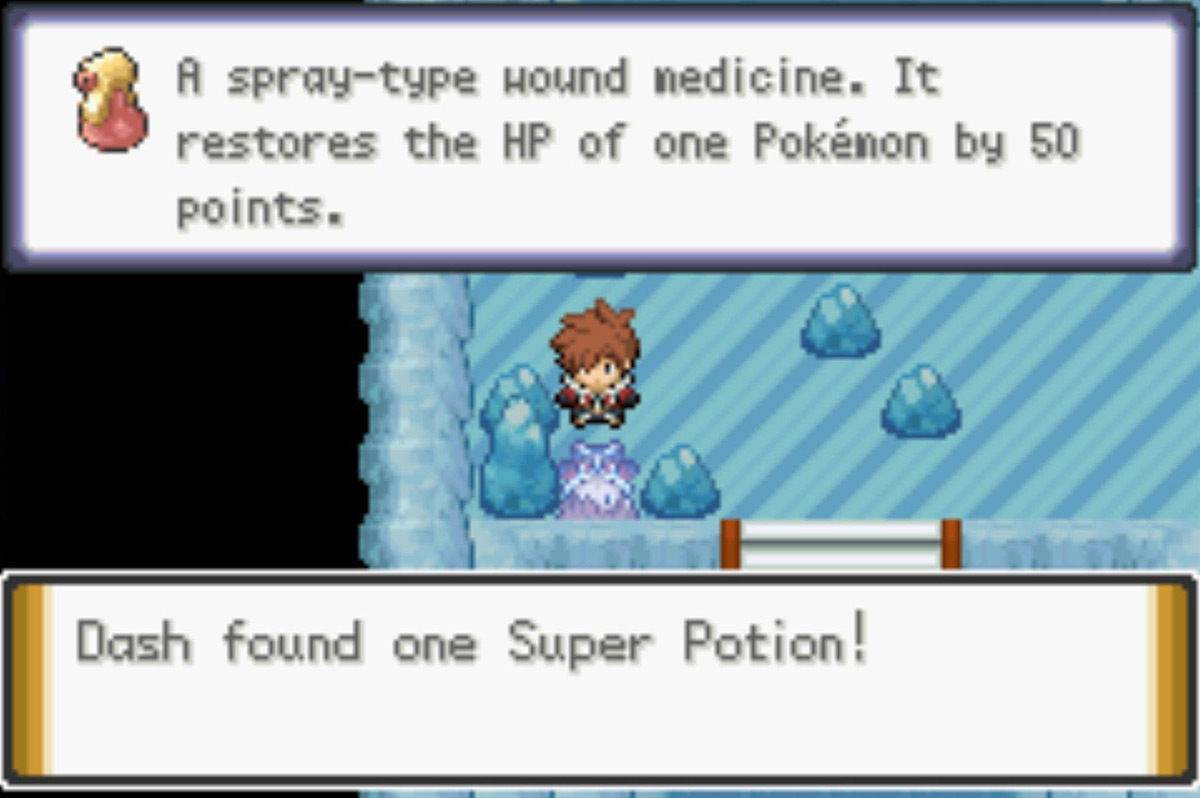 A spray-type wound medicine. It
restores the HP of one Pokémon by 50
points.
Dash found one Super Potion!